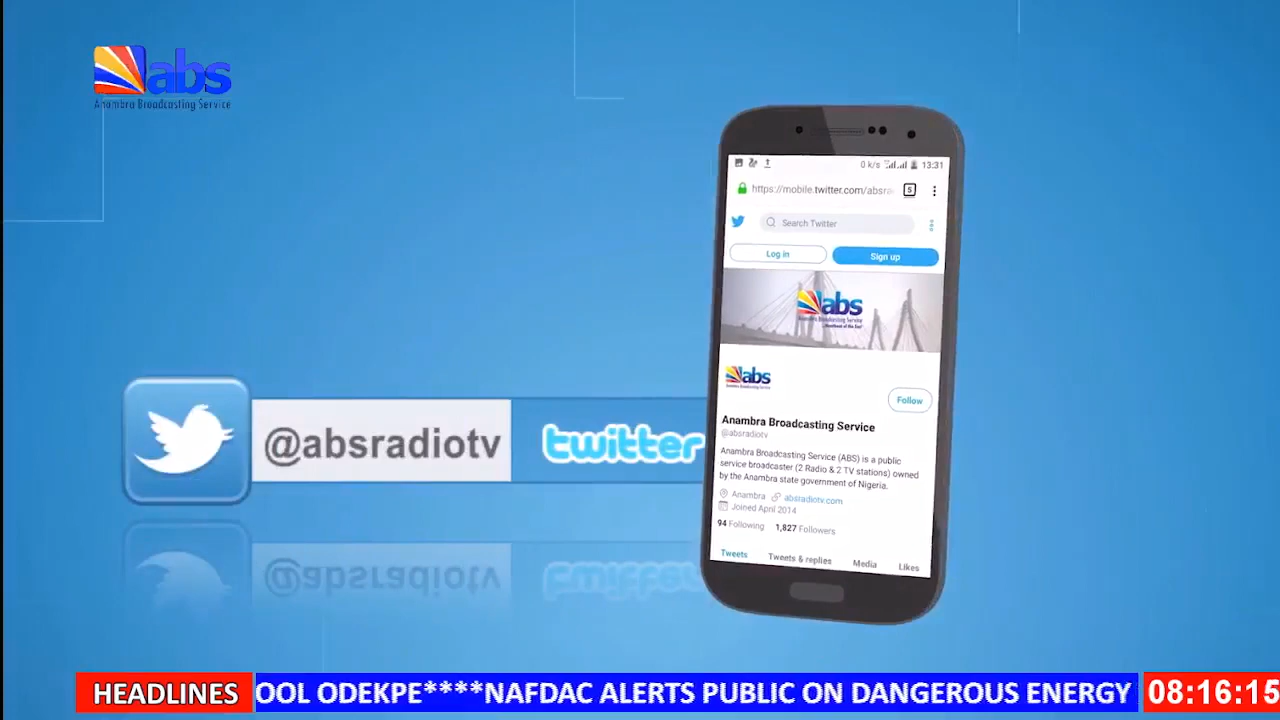 abs
Anambra Broadcasting Service
0 k/s 13:31
https://mobile.twitter.com/absra
5
Search Twitter
Log in Sign up
abs
Anambra Broadcasting Service
abs
Follow
Anambra Broadcasting Service
@absradiotv
Anambra Broadcasting Service (ABS) is a public
service broadcaster (2 Radio & 2 TV stations) owned
by the Anambra state government of Nigeria.
Anambra absradiotv.com
Joined April 2014
94 Following 1,827 Followers
Tweets Tweets & replies Media Likes
@absradiotv twitter
HEADLINES OOL ODEKPE****NAFDAC ALERTS PUBLIC ON DANGEROUS ENERGY 08:16:15